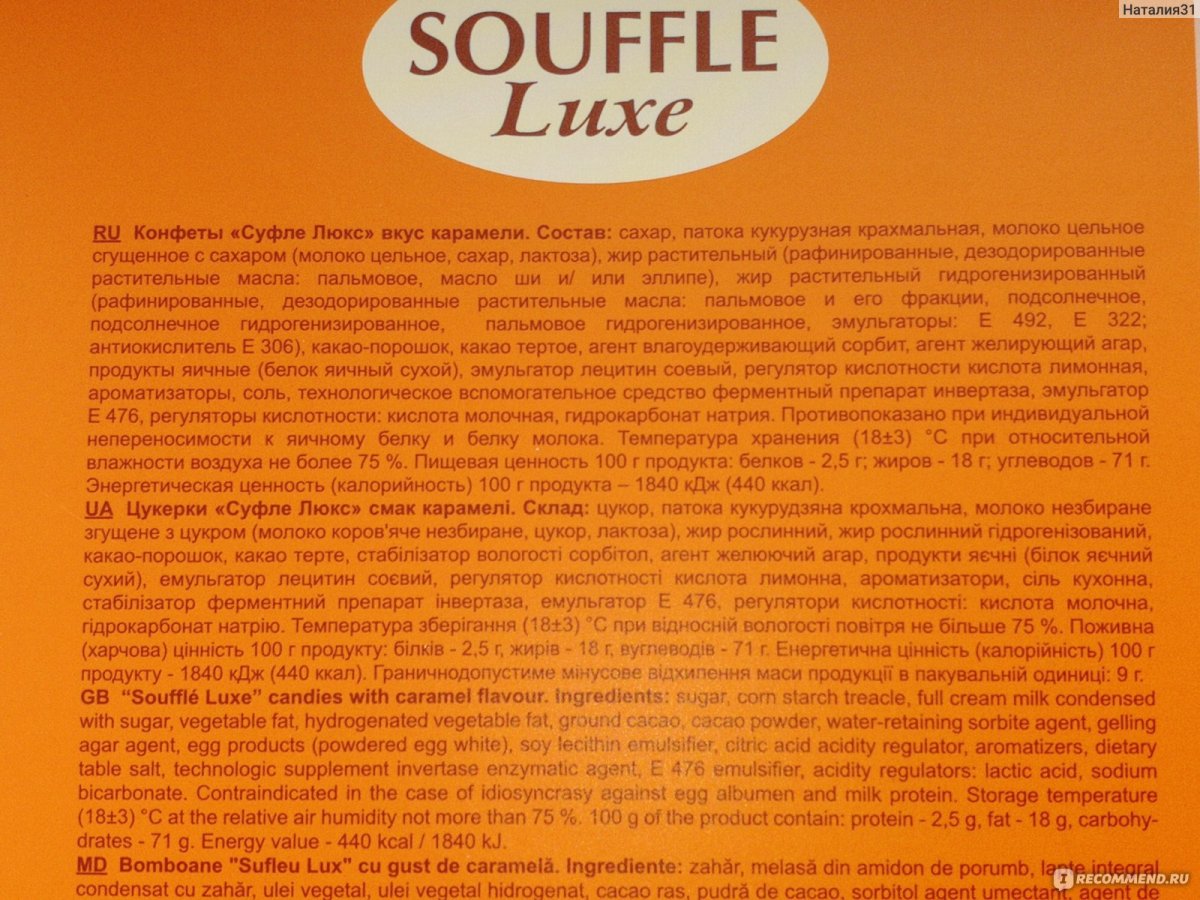 Наталия31
SOUFFLE
Luxe
RU Конфеты «Суфле Люкс» вкус карамели. Состав: сахар, патока кукурузная крахмальная, молоко цельное
сгущенное с сахаром (молоко цельное, сахар, лактоза), жир растительный (рафинированные, дезодорированные
растительные масла: пальмовое, масло ши и/ или эллипе), жир растительный гидрогенизированный
(рафинированные, дезодорированные растительные масла: пальмовое и его фракции, подсолнечное,
подсолнечное гидрогенизированное, пальмовое гидрогенизированное, эмульгаторы: Е 492, Е 322;
антиокислитель Е 306), какао-порошок, какао тертое, агент влагоудерживающий сорбит, агент желирующий агар,
продукты яичные (белок яичный сухой), эмульгатор лецитин соевый, регулятор кислотности кислота лимонная,
ароматизаторы, соль, технологическое вспомогательное средство ферментный препарат инвертаза, эмульгатор
Е 476, регуляторы кислотности: кислота молочная, гидрокарбонат натрия. Противопоказано при индивидуальной
непереносимости к яичному белку и белку молока. Температура хранения (18±3) °С при относительной
влажности воздуха не более 75 %. Пищевая ценность 100 г продукта: белков - 2,5 г; жиров - 18 г; углеводов - 71 г.
Энергетическая ценность (калорийность) 100 г продукта – 1840 кДж (440 ккал).
UA Цукерки «Суфле Люкс» смак карамелі. Склад: цукор, патока кукурудзяна крохмальна, молоко незбиране
згущене з цукром (молоко коров'яче незбиране, цукор, лактоза), жир рослинний, жир рослинний гідрогенізований,
какао-порошок, какао терте, стабілізатор вологості сорбітол, агент желюючий агар, продукти яєчні (білок яєчний
сухий), емульгатор лецитин соєвий, регулятор кислотності кислота лимонна, ароматизатори, сіль кухонна,
стабілізатор ферментний препарат інвертаза, емульгатор Е 476, регулятори кислотності: кислота молочна,
гідрокарбонат натрію. Температура зберігання (18±3) °С при відносній вологості повітря не більше 75 %. Поживна
(харчова) цінність 100 г продукту: білків - 2,5 г, жирів - 18 г, вуглеводів - 71 г. Енергетична цінність (калорійність) 100 г
продукту - 1840 кДж (440 ккал). Граничнодопустиме мінусове відхилення маси продукції в пакувальній одиниці: 9 г.
GB “Soufflé Luxe” candies with caramel flavour. Ingredients: sugar, corn starch treacle, full cream milk condensed
with sugar, vegetable fat, hydrogenated vegetable fat, ground cacao, cacao powder, water-retaining sorbite agent, gelling
agar agent, egg products (powdered egg white), soy lecithin emulsifier, citric acid acidity regulator, aromatizers, dietary
table salt, technologic supplement invertase enzymatic agent, E 476 emulsifier, acidity regulators: lactic acid, sodium
bicarbonate. Contraindicated in the case of idiosyncrasy against egg albumen and milk protein. Storage temperature
(18±3) °C at the relative air humidity not more than 75 %. 100 g of the product contain: protein - 2,5 g, fat - 18 g, carbohy-
drates - 71 g. Energy value - 440 kcal / 1840 kJ.
MD Bomboane "Sufleu Lux" cu gust de caramelă. Ingrediente: zahăr, melasă din amidon de porumb, lapte integral
condensat cu zahăr, ulei vegetal, ulei vegetal hidrogenat, cacao ras, pudră de cacao, sorbitol agent umectant, agent de
IRECOMMEND.RU